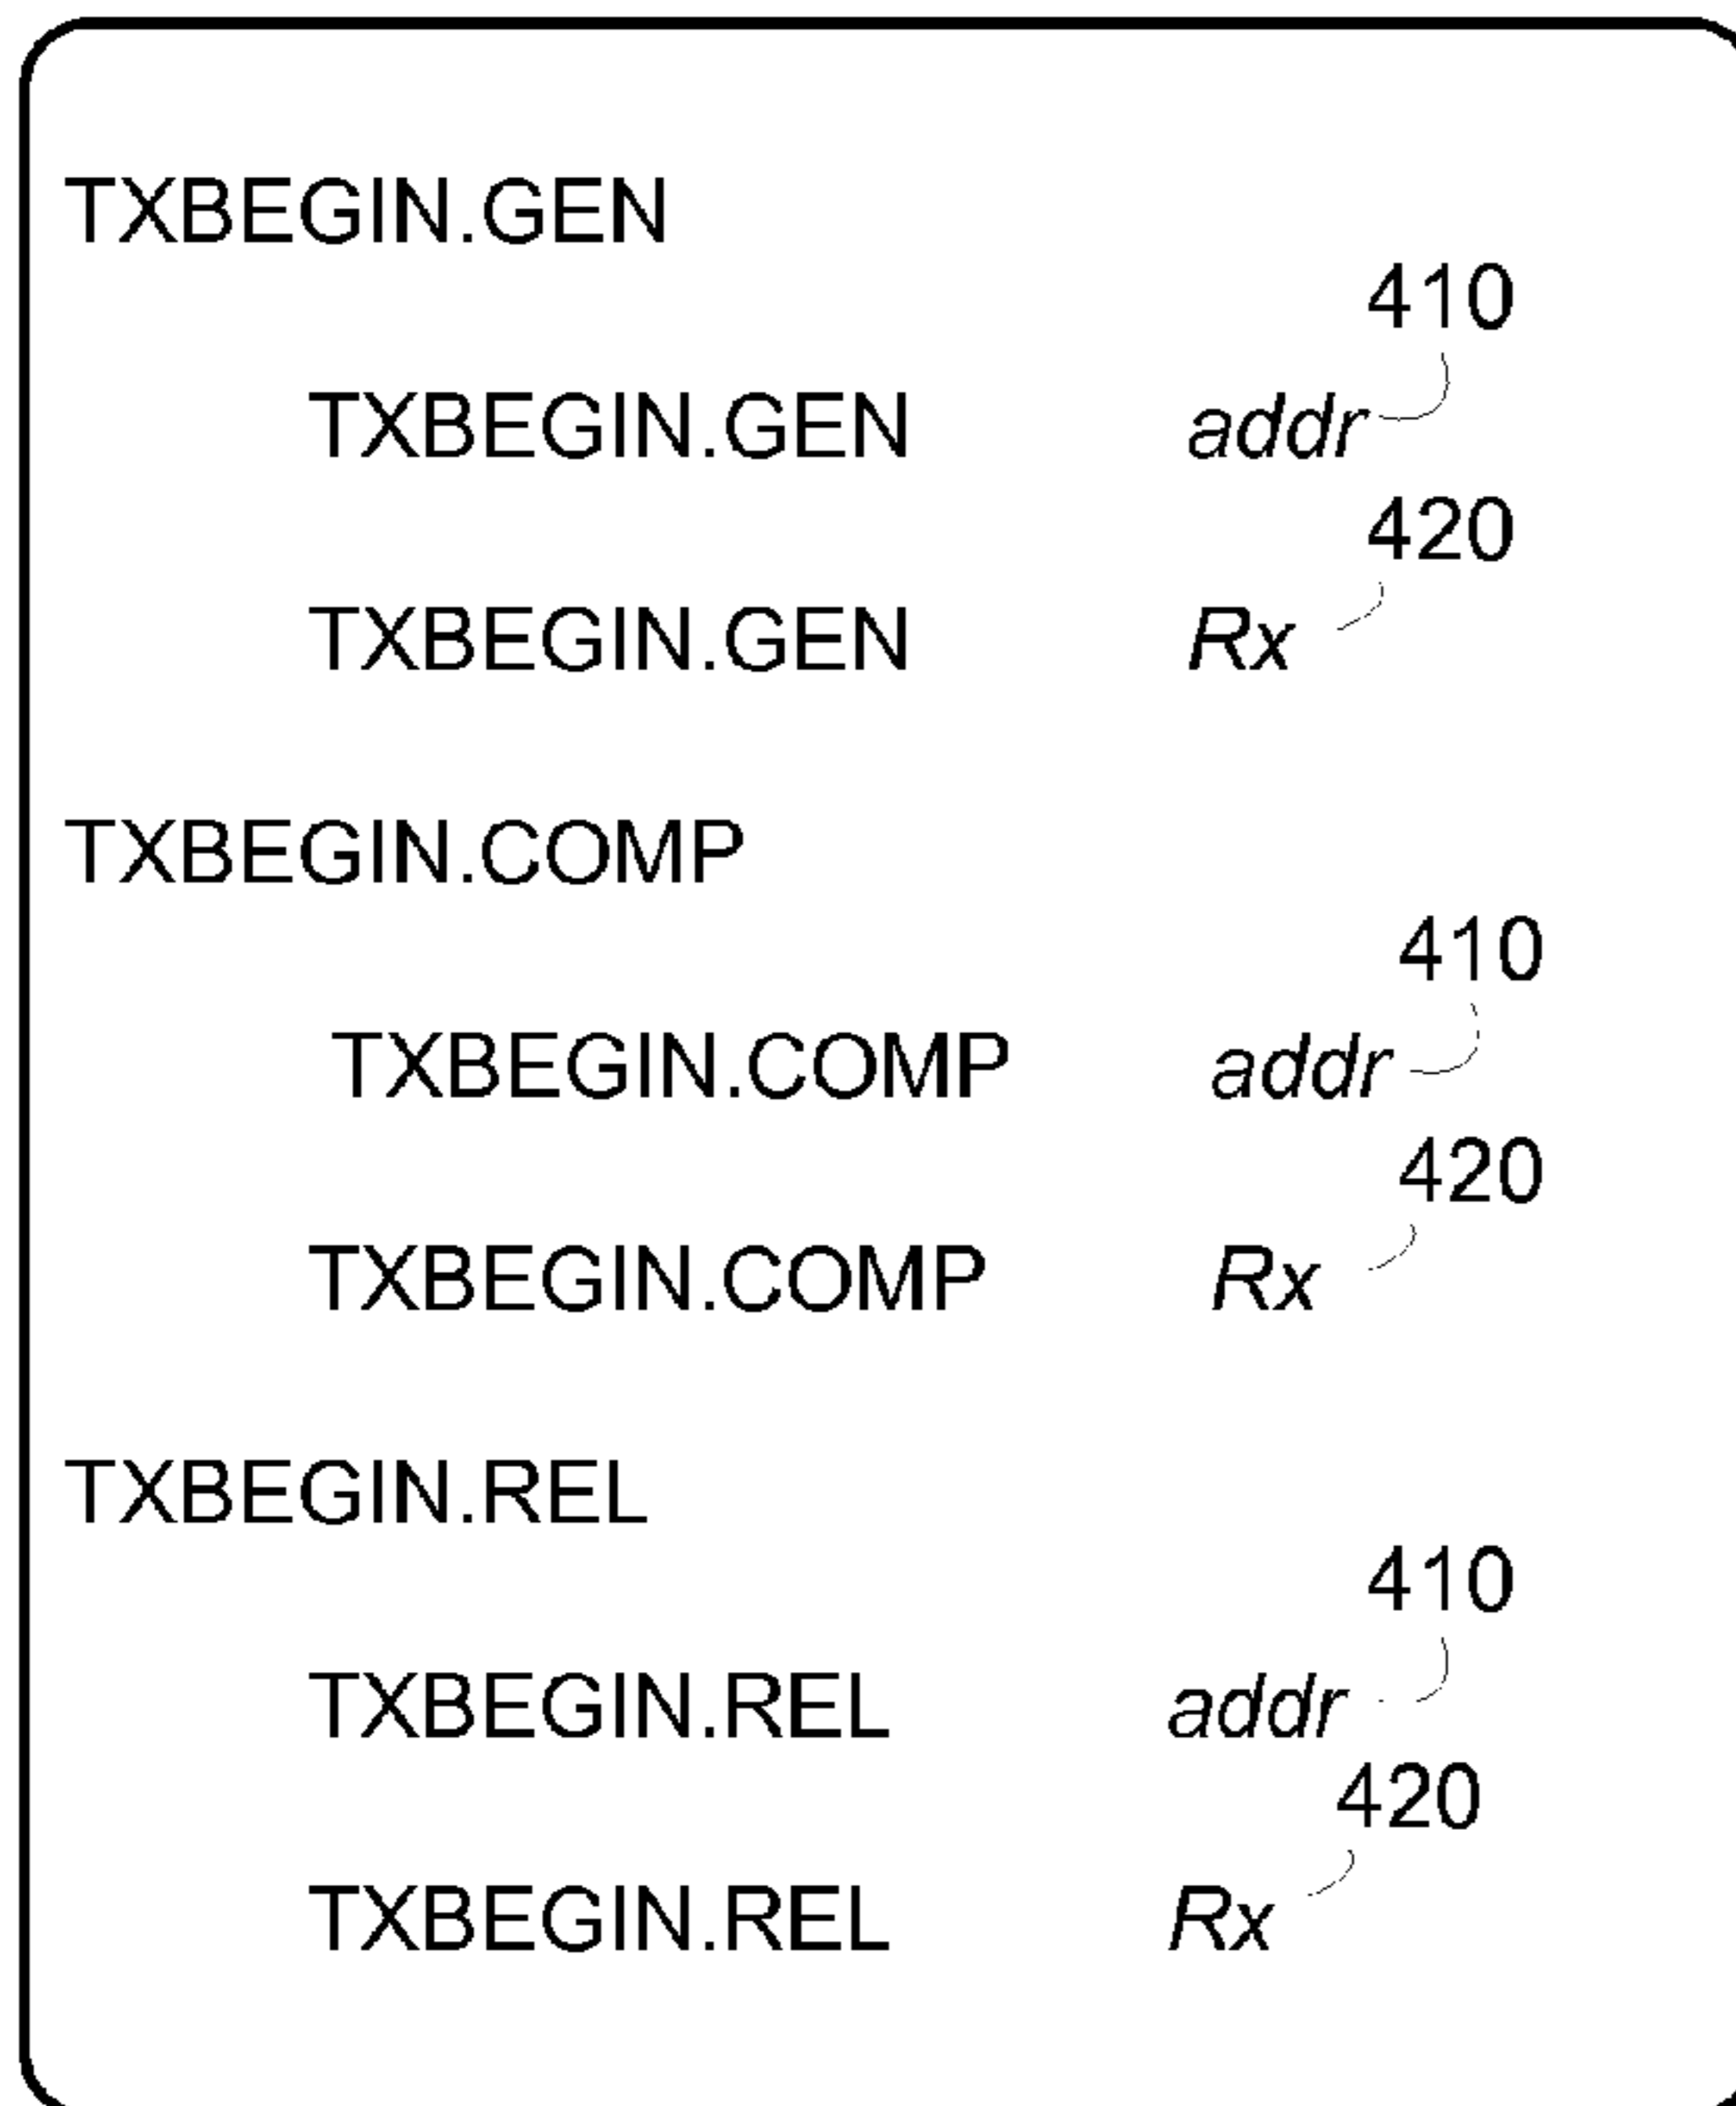 TXBEGIN.GEN
410
TXBEGIN.GEN addr
420
TXBEGIN.GEN Rx
TXBEGIN.COMP
410
TXBEGIN.COMP addr
420
TXBEGIN.COMP Rx
TXBEGIN.REL
410
TXBEGIN.REL addr
420
TXBEGIN.REL Rx